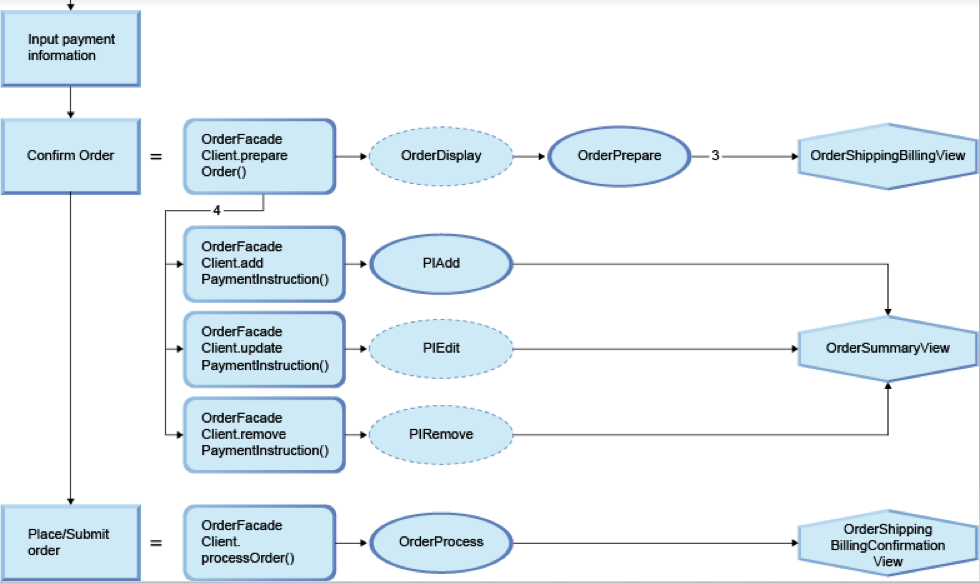 Input payment
information
Confirm Order
=
OrderFacade
Client.prepare
Order()
OrderDisplay
OrderPrepare
3
OrderShippingBillingView
4
OrderFacade
Client.add
PaymentInstruction()
PIAdd
OrderFacade
Client.update
PaymentInstruction()
PIEdit
OrderSummaryView
OrderFacade
Client.remove
PaymentInstruction()
PIRemove
Place/Submit
order
=
OrderFacade
Client.
processOrder()
OrderProcess
OrderShipping
BillingConfirmation
View